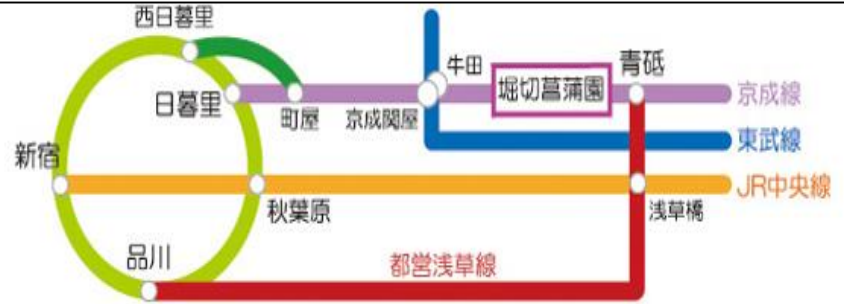 西日暮里
牛田
青砥
日暮里
町屋
京成関屋
堀切菖蒲園
京成線
東武線
新宿
秋葉原
浅草橋
JR中央線
品川
都営浅草線